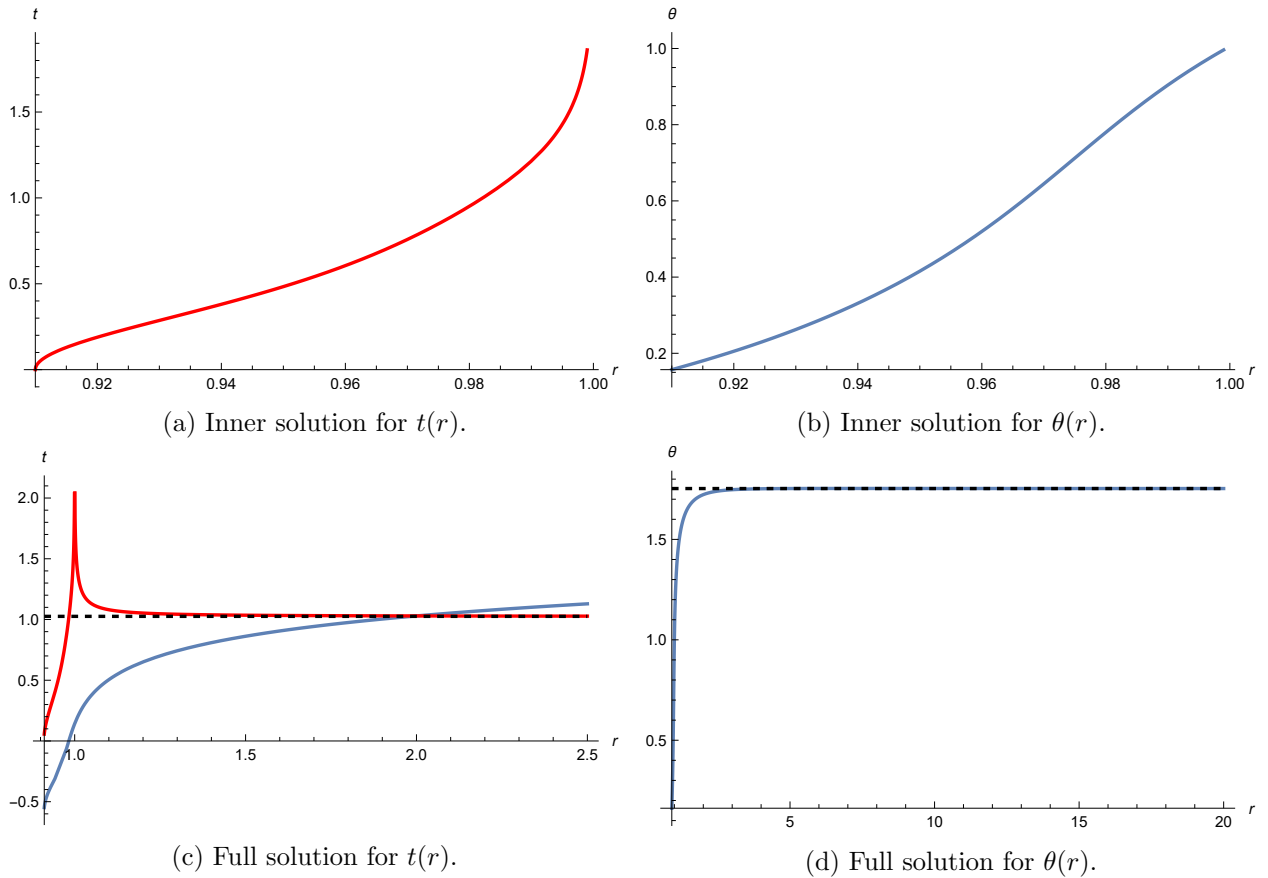 t
1.5
1.0
0.5
0.92 0.94 0.96 0.98 1.00 r
(a) Inner solution for t(r).
θ
1.0
0.8
0.6
0.4
0.2
0.92 0.94 0.96 0.98 1.00 r
(b) Inner solution for θ(r).
t
2.0
1.5
1.0
0.5
1.0 1.5 2.0 2.5 r
-0.5
(c) Full solution for t(r).
θ
1.5
1.0
0.5
5 10 15 20 r
(d) Full solution for θ(r).